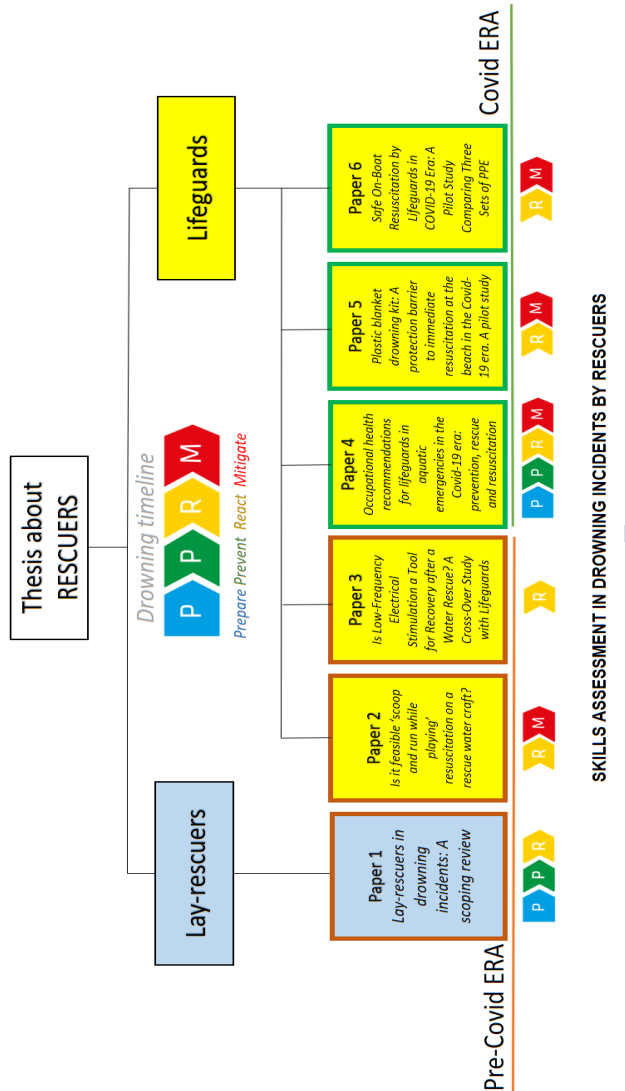 Thesis about
RESCUERS
Lay-rescuers
Lifeguards
Drowning timeline
P P R M
Prepare Prevent React Mitigate
Paper 1
Lay-rescuers in
drowning
incidents: A
scoping review
Paper 2
Is it feasible ‘scoop
and run while
playing’
resuscitation on a
rescue water craft?
Paper 3
Is Low-Frequency
Electrical
Stimulation a Tool
for Recovery after a
Water Rescue? A
Cross-Over Study
with Lifeguards
Paper 4
Occupational health
recommendations
for lifeguards in
aquatic
emergencies in the
Covid-19 era:
prevention, rescue
and resuscitation
Paper 5
Plastic blanket
drowning kit: A
protection barrier
to immediate
resuscitation at the
beach in the Covid-
19 era. A pilot study
Paper 6
Safe On-Boat
Resuscitation by
Lifeguards in
COVID-19 Era: A
Pilot Study
Comparing Three
Sets of PPE
Pre-Covid ERA
Covid ERA
P P R
R M
R
P P R M
R M
R M
SKILLS ASSESSMENT IN DROWNING INCIDENTS BY RESCUERS